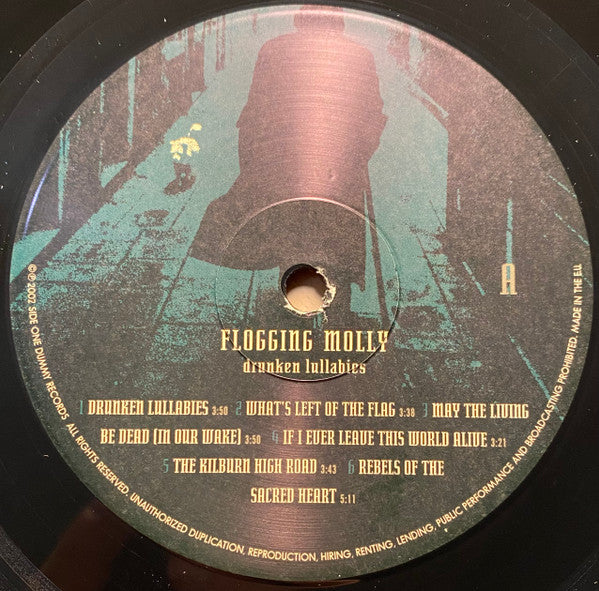 A
FLOGGING MOLLY
drunken lullabies
1 DRUNKEN LULLABIES 3:50 2 WHAT'S LEFT OF THE FLAG 3:38 3 MAY THE LIVING
BE DEAD (IN OUR WAKE) 3:50 4 IF I EVER LEAVE THIS WORLD ALIVE 3:21
5 THE KILBURN HIGH ROAD 3:43 6 REBELS OF THE
SACRED HEART 5:11
©℗ 2002 SIDE ONE DUMMY RECORDS. ALL RIGHTS RESERVED. UNAUTHORIZED DUPLICATION, REPRODUCTION, HIRING, RENTING, LENDING, PUBLIC PERFORMANCE AND BROADCASTING PROHIBITED. MADE IN THE E.U.